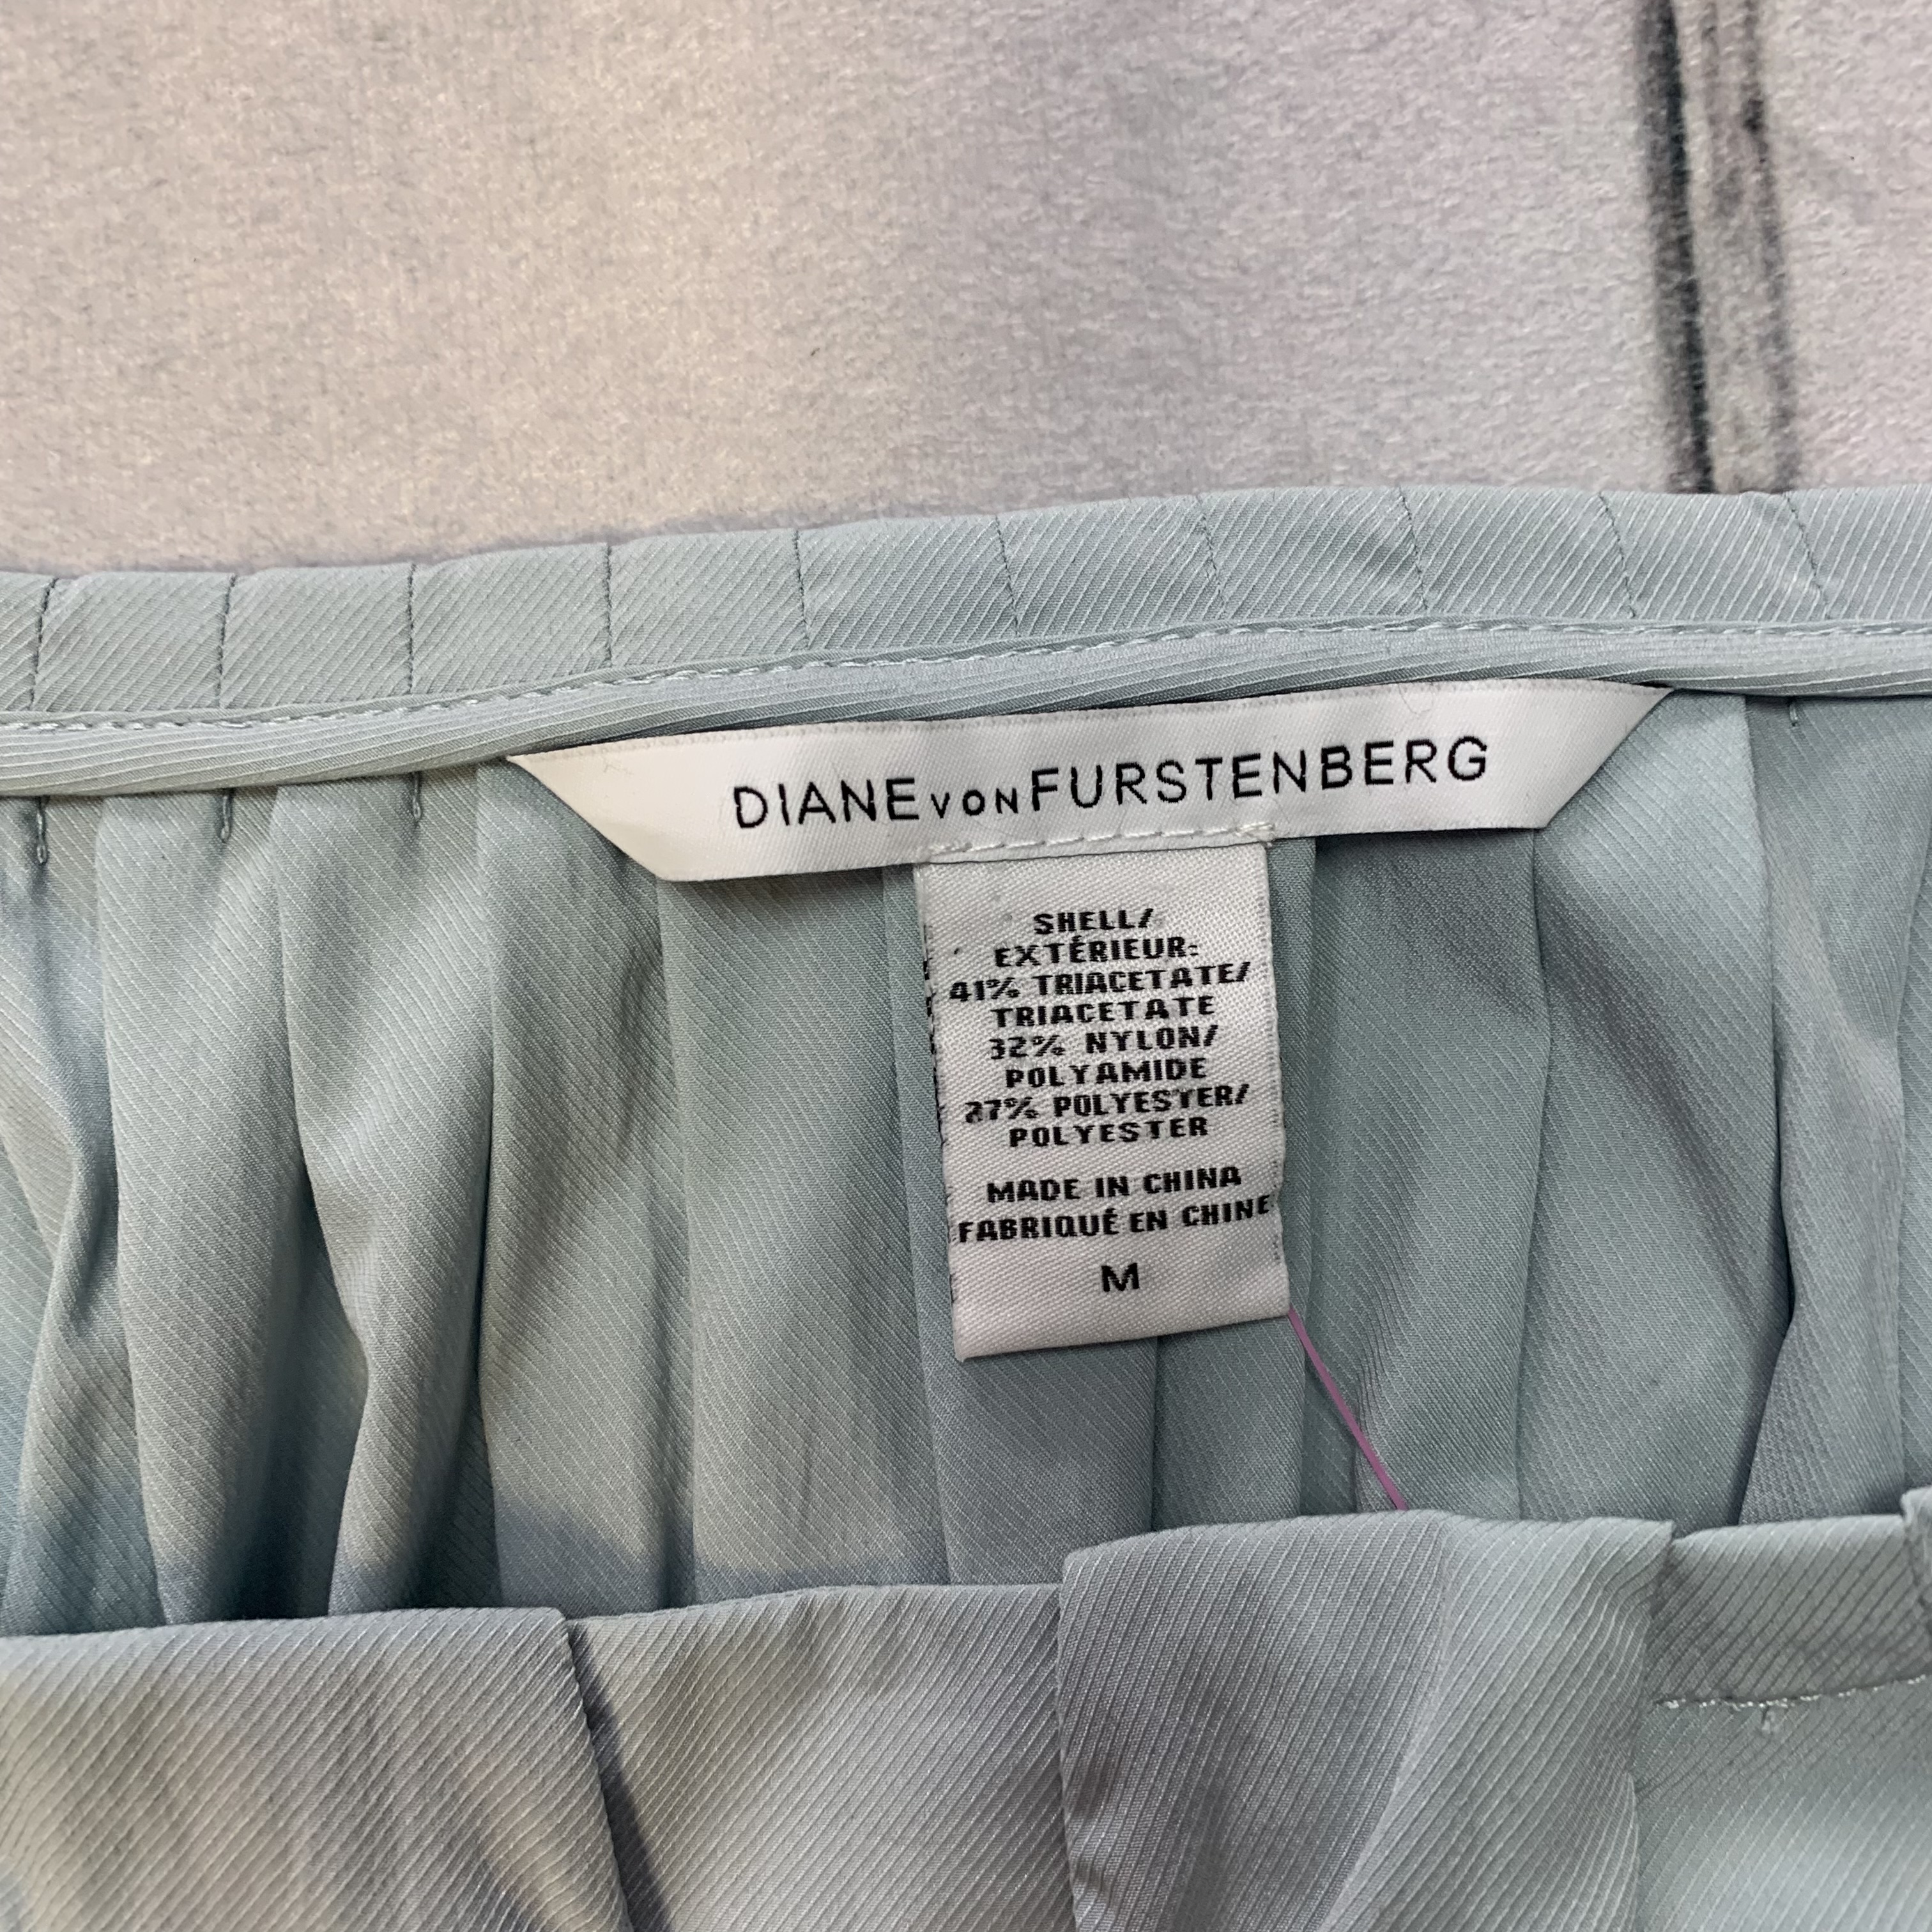 DIANE VON FURSTENBERG
SHELL/
EXTÉRIEUR:
41% TRIACETATE/
TRIACETATE
32% NYLON/
POLYAMIDE
27% POLYESTER/
POLYESTER
MADE IN CHINA
FABRIQUÉ EN CHINE
M